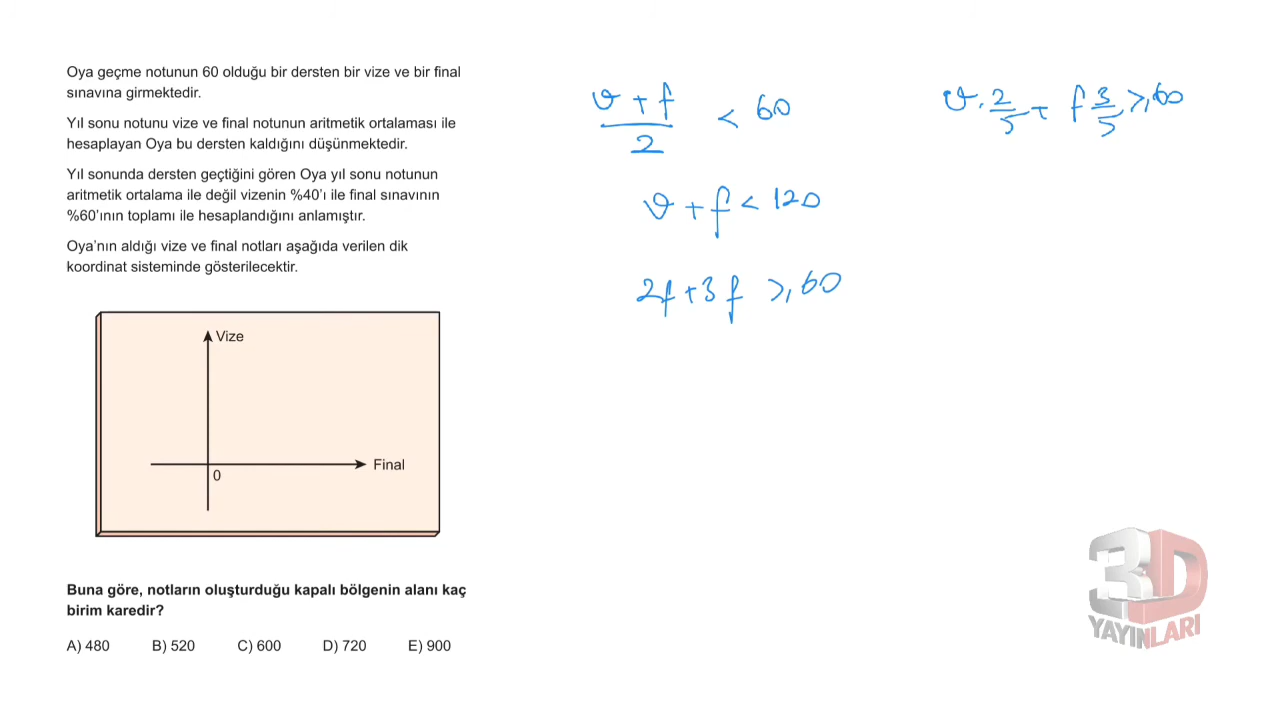 Oya geçme notunun 60 olduğu bir dersten bir vize ve bir final
sınavına girmektedir.
Yıl sonu notunu vize ve final notunun aritmetik ortalaması ile
hesaplayan Oya bu dersten kaldığını düşünmektedir.
Yıl sonunda dersten geçtiğini gören Oya yıl sonu notunun
aritmetik ortalama ile değil vizenin %40'ı ile final sınavının
%60'ının toplamı ile hesaplandığını anlamıştır.
Oya'nın aldığı vize ve final notları aşağıda verilen dik
koordinat sisteminde gösterilecektir.
Vize
Final
0
Buna göre, notların oluşturduğu kapalı bölgenin alanı kaç
birim karedir?
A) 480 B) 520 C) 600 D) 720 E) 900
(v + f)/2 < 60
v + f < 120
2f + 3f ≥ 60
v · 2/5 + f 3/5 ≥ 60
3D
YAYINLARI